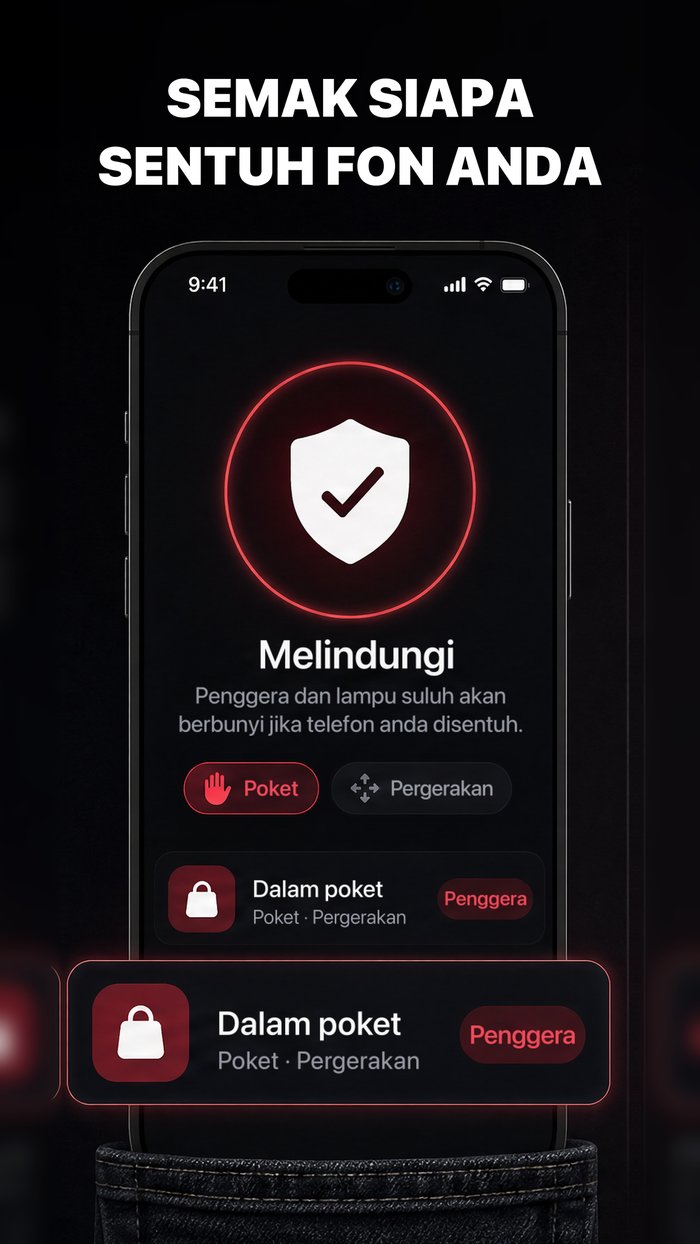 SEMAK SIAPA
SENTUH FON ANDA
9:41
Melindungi
Penggera dan lampu suluh akan
berbunyi jika telefon anda disentuh.
Poket
Pergerakan
Dalam poket
Poket · Pergerakan
Penggera
Dalam poket
Poket · Pergerakan
Penggera